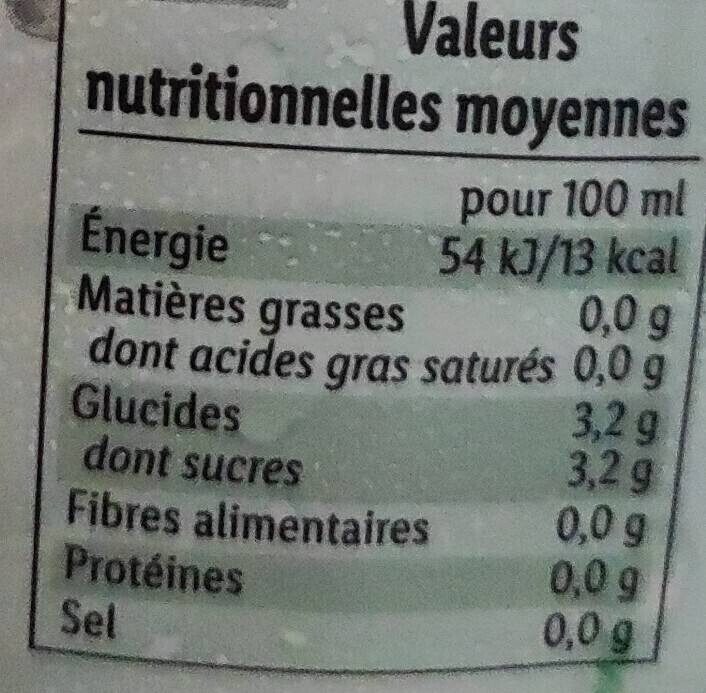 Valeurs
nutritionnelles moyennes
pour 100 ml
Énergie 54 kJ/13 kcal
Matières grasses 0,0 g
dont acides gras saturés 0,0 g
Glucides 3,2 g
dont sucres 3,2 g
Fibres alimentaires 0,0 g
Protéines 0,0 g
Sel 0,0 g